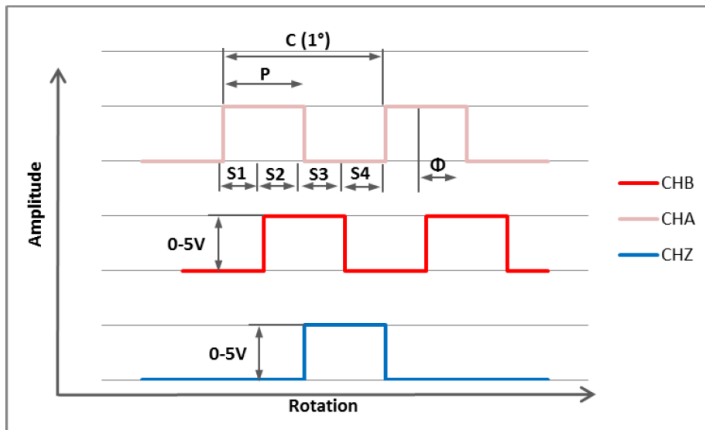 C (1°)
P
S1 S2 S3 S4 Φ
Amplitude
0-5V
0-5V
Rotation
CHB
CHA
CHZ